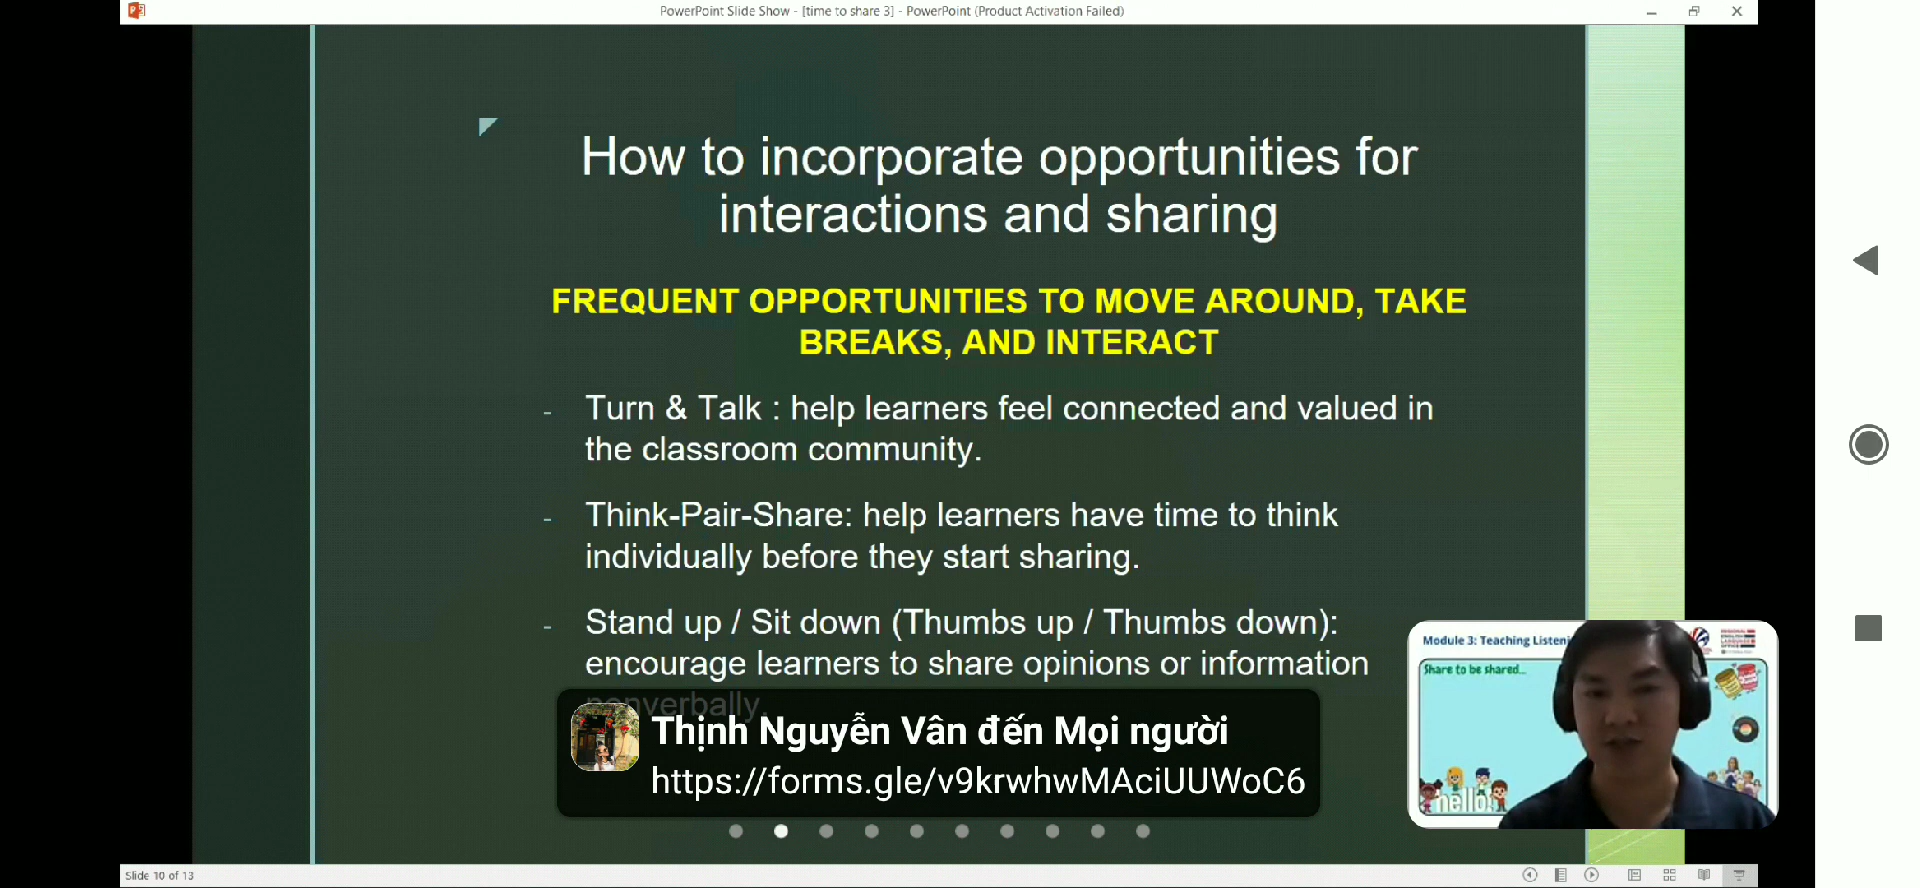 PowerPoint Slide Show - [time to share 3] - PowerPoint (Product Activation Failed)
How to incorporate opportunities for
interactions and sharing
FREQUENT OPPORTUNITIES TO MOVE AROUND, TAKE
BREAKS, AND INTERACT
- Turn & Talk : help learners feel connected and valued in
the classroom community.
- Think-Pair-Share: help learners have time to think
individually before they start sharing.
- Stand up / Sit down (Thumbs up / Thumbs down):
encourage learners to share opinions or information
nonverbally.
Thịnh Nguyễn Vân đến Mọi người
https://forms.gle/v9krwhwMAciUUWoC6
Module 3: Teaching Listeni
Share to be shared...
hello!
Slide 10 of 13